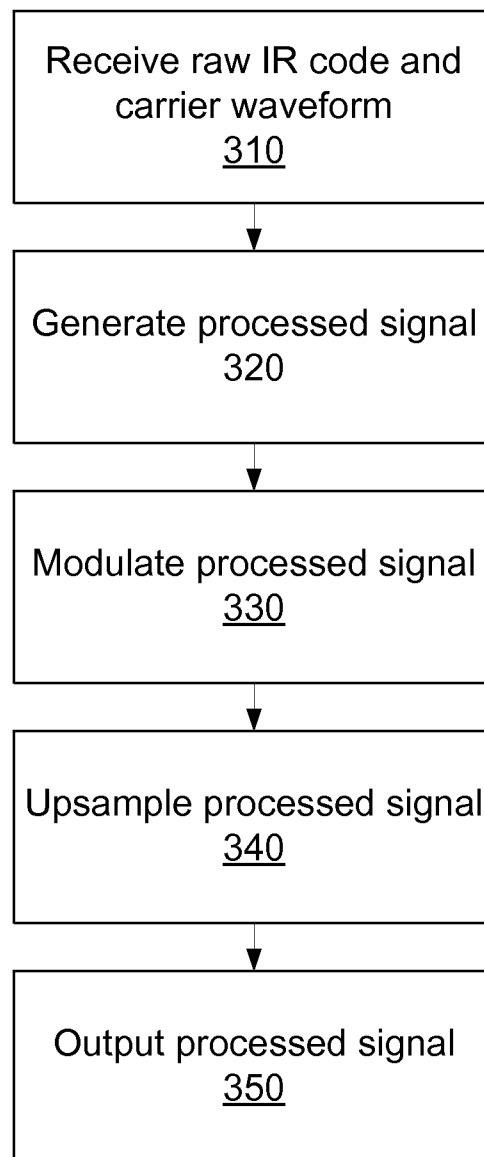 Receive raw IR code and
carrier waveform
310
Generate processed signal
320
Modulate processed signal
330
Upsample processed signal
340
Output processed signal
350